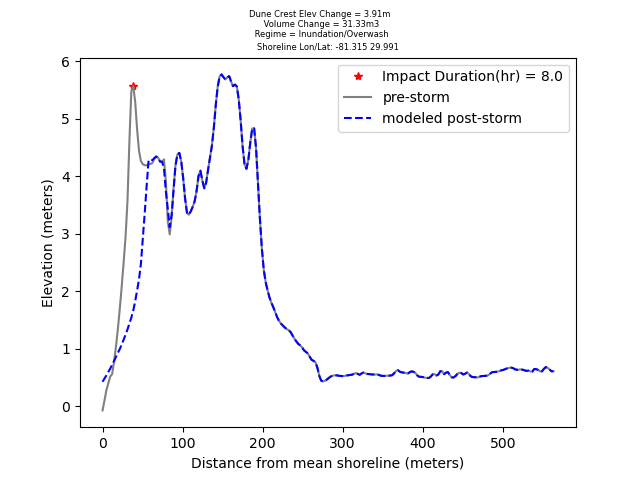 Dune Crest Elev Change = 3.91m
Volume Change = 31.33m3
Regime = Inundation/Overwash
Shoreline Lon/Lat: -81.315 29.991
Impact Duration(hr) = 8.0
pre-storm
modeled post-storm
Elevation (meters)
6
5
4
3
2
1
0
0 100 200 300 400 500
Distance from mean shoreline (meters)